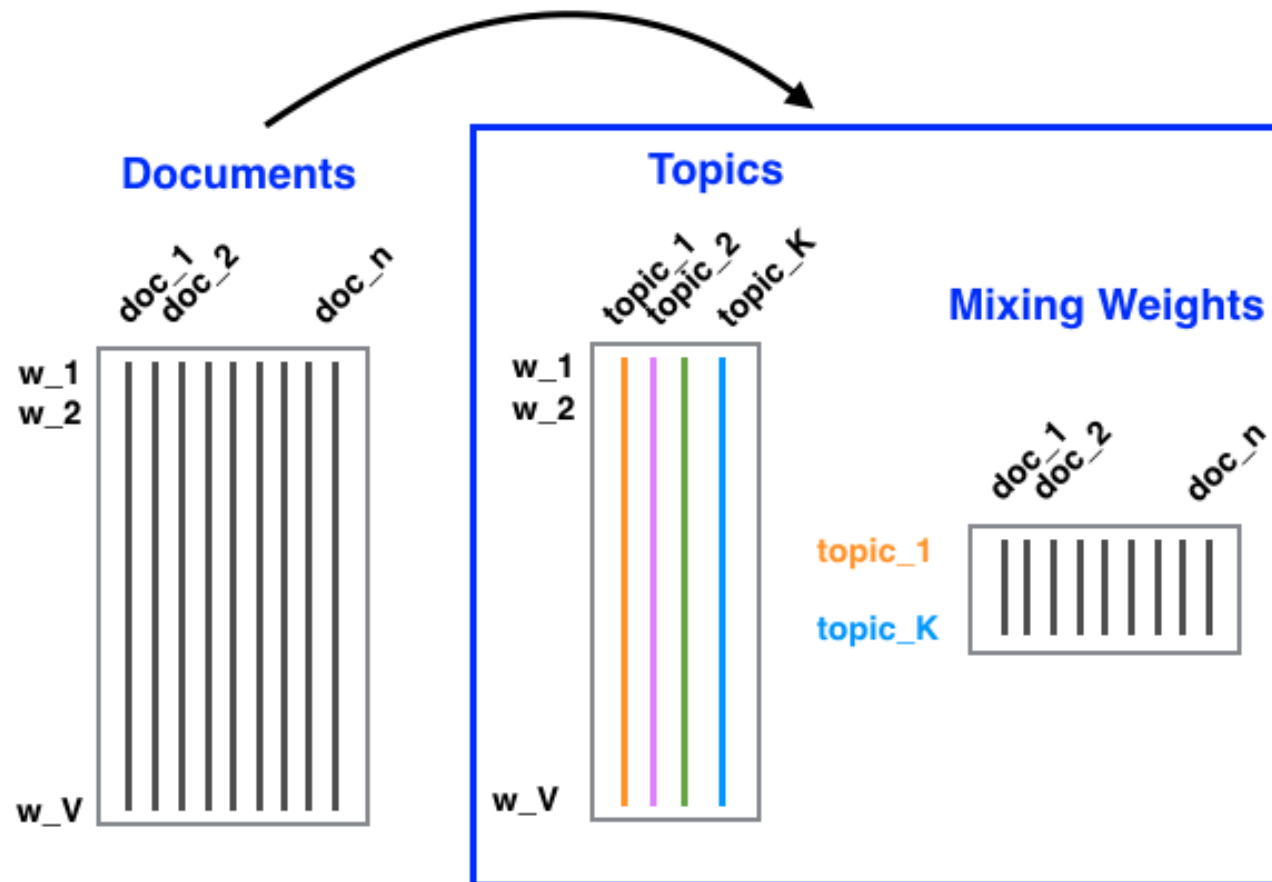 Documents
doc_1
doc_2
doc_n
w_1
w_2
w_V
Topics
topic_1
topic_2
topic_K
w_1
w_2
w_V
Mixing Weights
doc_1
doc_2
doc_n
topic_1
topic_K